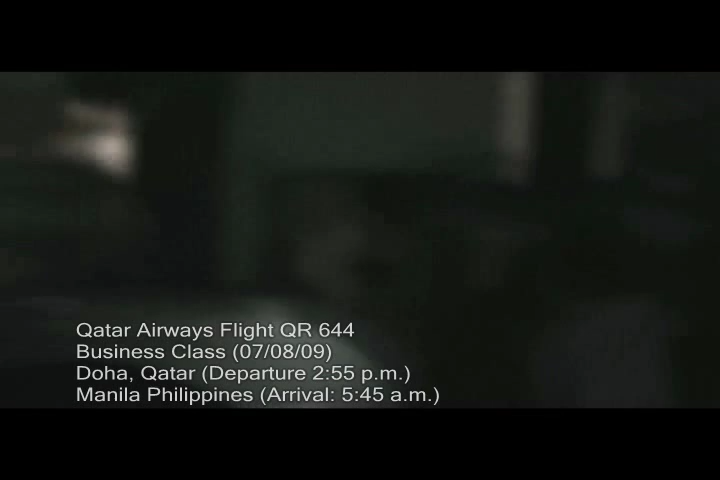 Qatar Airways Flight QR 644
Business Class (07/08/09)
Doha, Qatar (Departure 2:55 p.m.)
Manila Philippines (Arrival: 5:45 a.m.)